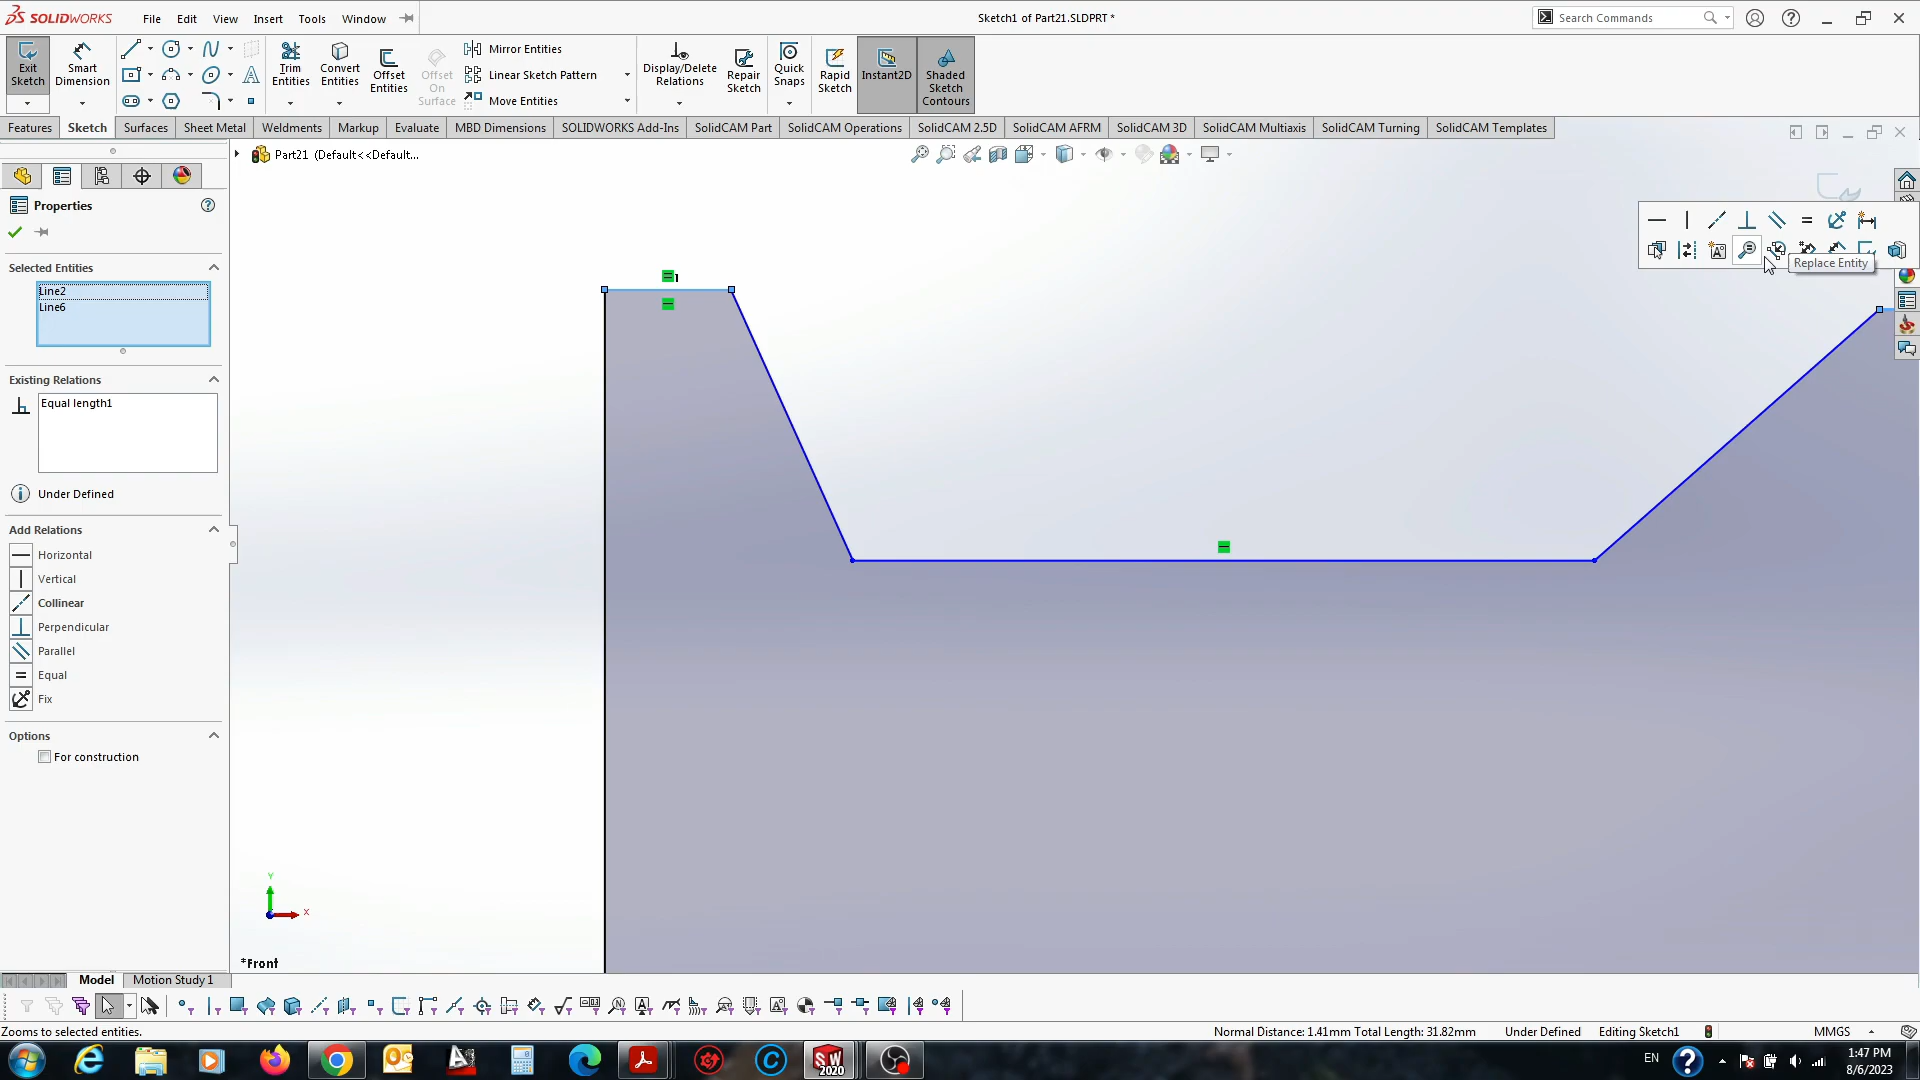 SOLIDWORKS File Edit View Insert Tools Window Sketch1 of Part21.SLDPRT * Search Commands
Exit Sketch Smart Dimension Trim Entities Convert Entities Offset Entities Offset On Surface Mirror Entities Linear Sketch Pattern Move Entities Display/Delete Relations Repair Sketch Quick Snaps Rapid Sketch Instant2D Shaded Sketch Contours
Features Sketch Surfaces Sheet Metal Weldments Markup Evaluate MBD Dimensions SOLIDWORKS Add-Ins SolidCAM Part SolidCAM Operations SolidCAM 2.5D SolidCAM AFRM SolidCAM 3D SolidCAM Multiaxis SolidCAM Turning SolidCAM Templates
Part21 (Default<<Default...
Properties
Selected Entities
Line2
Line6
Existing Relations
Equal length1
Under Defined
Add Relations
Horizontal
Vertical
Collinear
Perpendicular
Parallel
Equal
Fix
Options
For construction
Replace Entity
1
Y
X
*Front
Model Motion Study 1
Zooms to selected entities. Normal Distance: 1.41mm Total Length: 31.82mm Under Defined Editing Sketch1 MMGS
SW 2020 EN 1:47 PM
8/6/2023